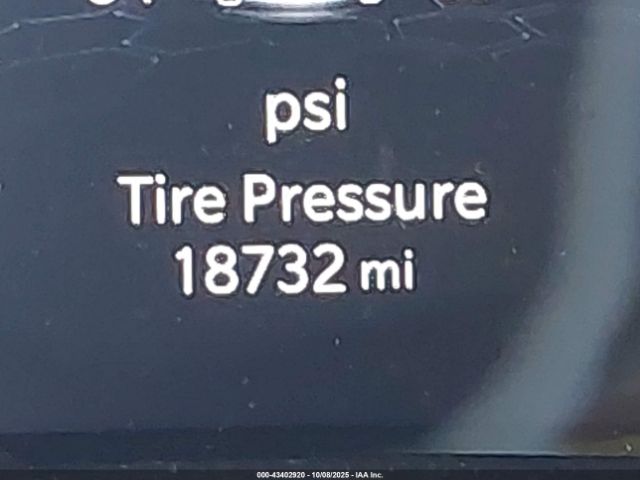 psi
Tire Pressure
18732 mi
000-43402920 - 10/08/2025 - IAA Inc.